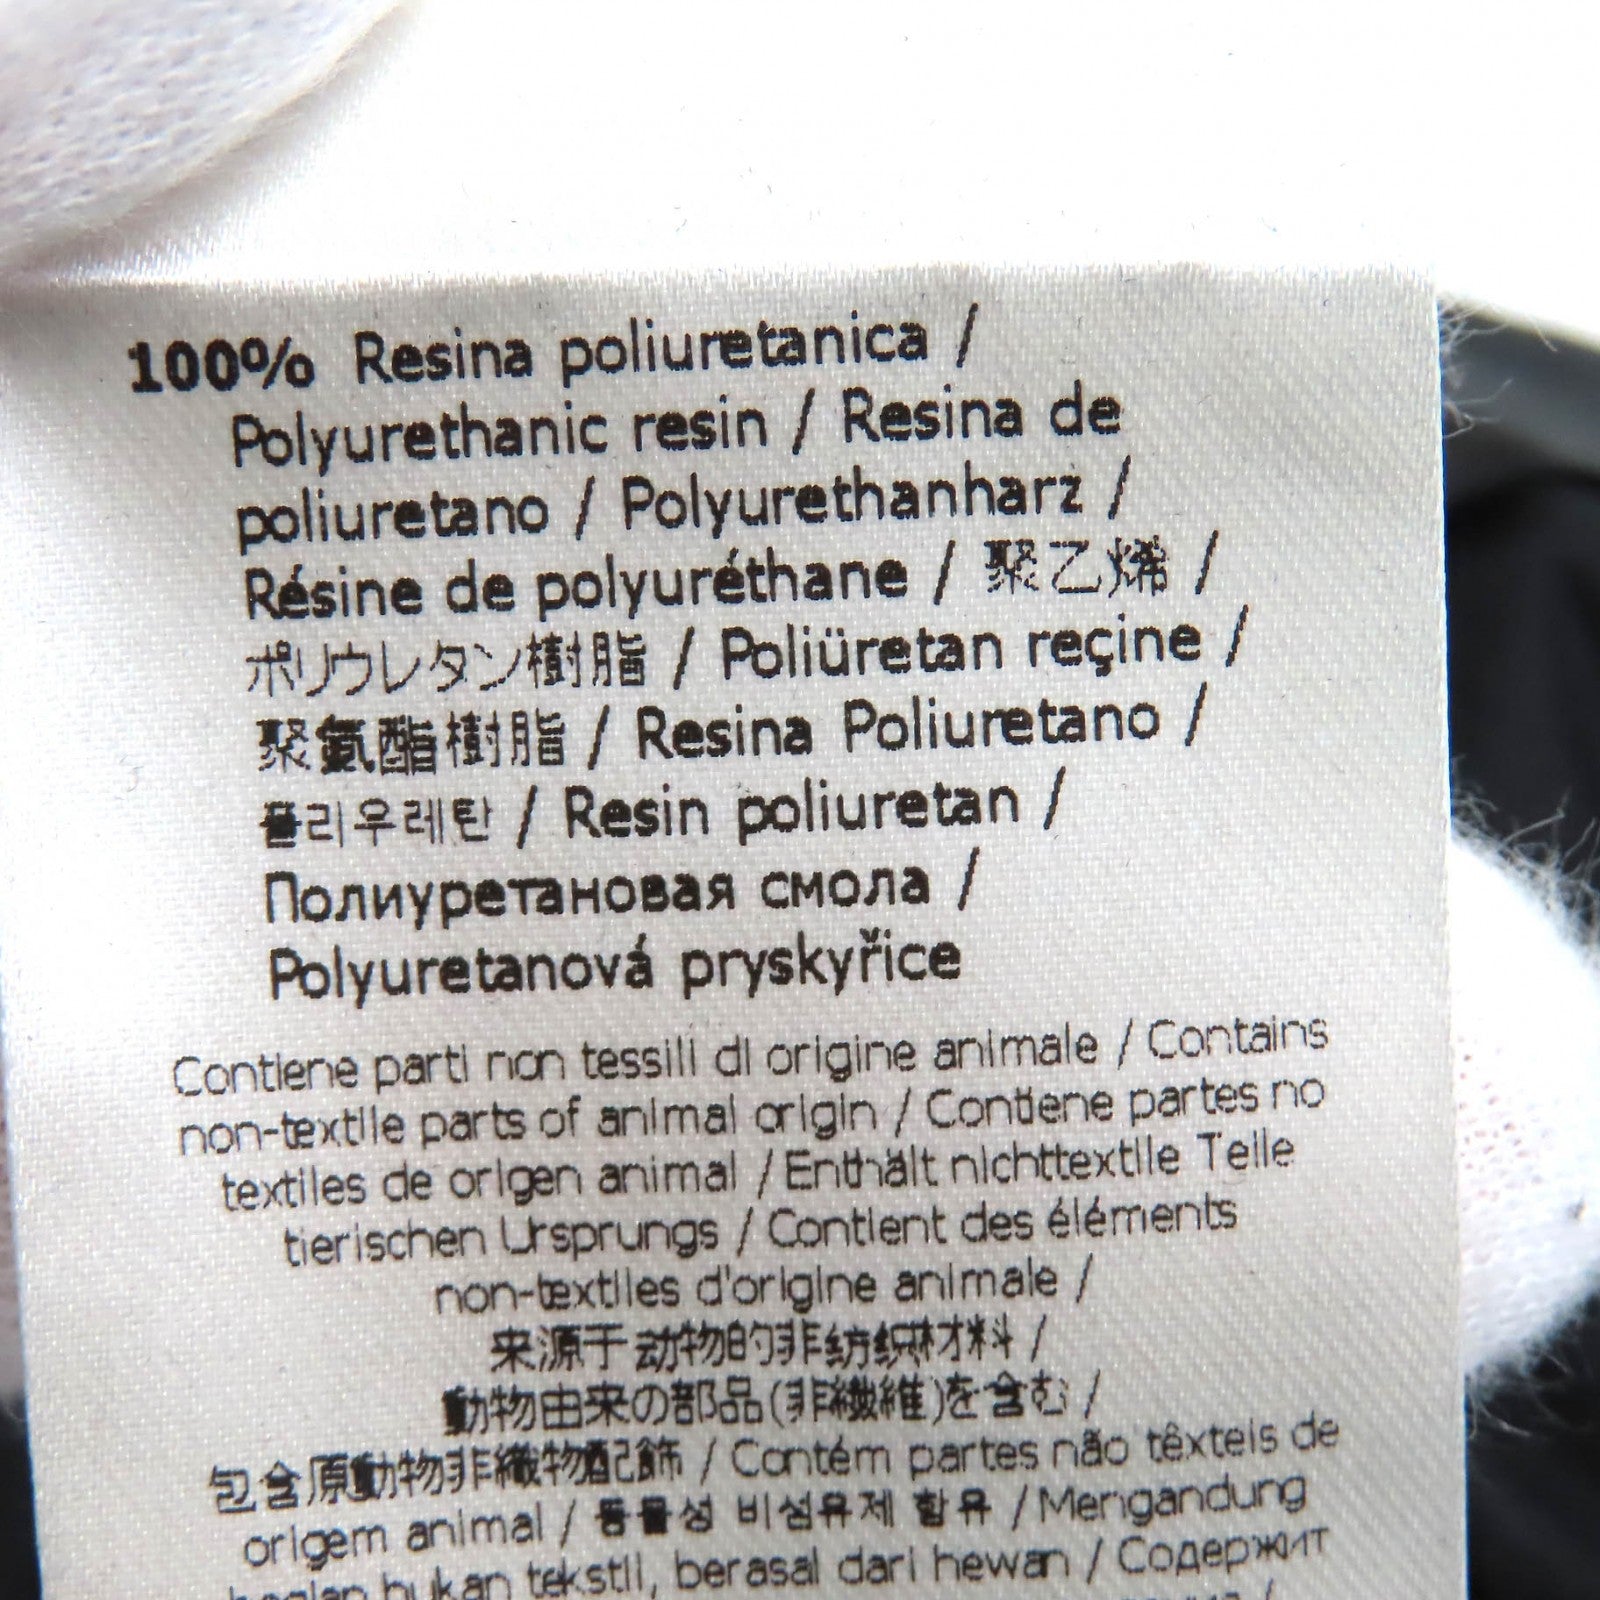 100% Resina poliuretanica /
Polyurethanic resin / Resina de
poliuretano / Polyurethanharz /
Résine de polyuréthane / 聚乙烯 /
ポリウレタン樹脂 / Poliüretan reçine /
聚氨酯樹脂 / Resina Poliuretano /
폴리우레탄 / Resin poliuretan /
Полиуретановая смола /
Polyuretanová pryskyřice
Contiene parti non tessili di origine animale / Contains
non-textile parts of animal origin / Contiene partes no
textiles de origen animal / Enthält nichttextile Teile
tierischen Ursprungs / Contient des éléments
non-textiles d'origine animale /
来源于动物的非纺织材料 /
動物由来の部品(非繊維)を含む /
包含原動物非織物配飾 / Contém partes não têxteis de
origem animal / 동물성 비섬유제 함유 / Mengandung
bukan tekstil, berasal dari hewan / Содержит